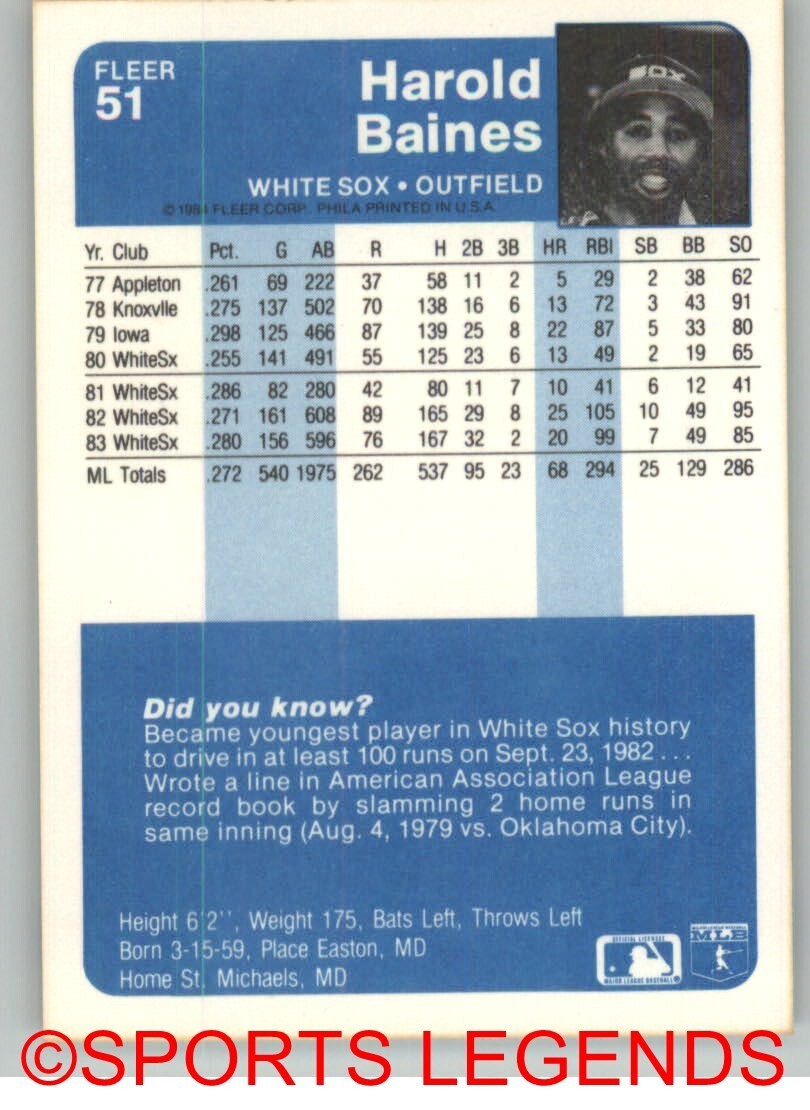 FLEER
51
Harold
Baines
WHITE SOX • OUTFIELD
© 1984 FLEER CORP. PHILA PRINTED IN U.S.A.
SOX
Yr. Club Pct. G AB R H 2B 3B HR RBI SB BB SO
77 Appleton .261 69 222 37 58 11 2 5 29 2 38 62
78 Knoxvlle .275 137 502 70 138 16 6 13 72 3 43 91
79 Iowa .298 125 466 87 139 25 8 22 87 5 33 80
80 WhiteSx .255 141 491 55 125 23 6 13 49 2 19 65
81 WhiteSx .286 82 280 42 80 11 7 10 41 6 12 41
82 WhiteSx .271 161 608 89 165 29 8 25 105 10 49 95
83 WhiteSx .280 156 596 76 167 32 2 20 99 7 49 85
ML Totals .272 540 1975 262 537 95 23 68 294 25 129 286
Did you know?
Became youngest player in White Sox history
to drive in at least 100 runs on Sept. 23, 1982 . . .
Wrote a line in American Association League
record book by slamming 2 home runs in
same inning (Aug. 4, 1979 vs. Oklahoma City).
Height 6'2'', Weight 175, Bats Left, Throws Left
Born 3-15-59, Place Easton, MD
Home St. Michaels, MD
OFFICIAL LICENSEE
MAJOR LEAGUE BASEBALL®
MLB
©SPORTS LEGENDS